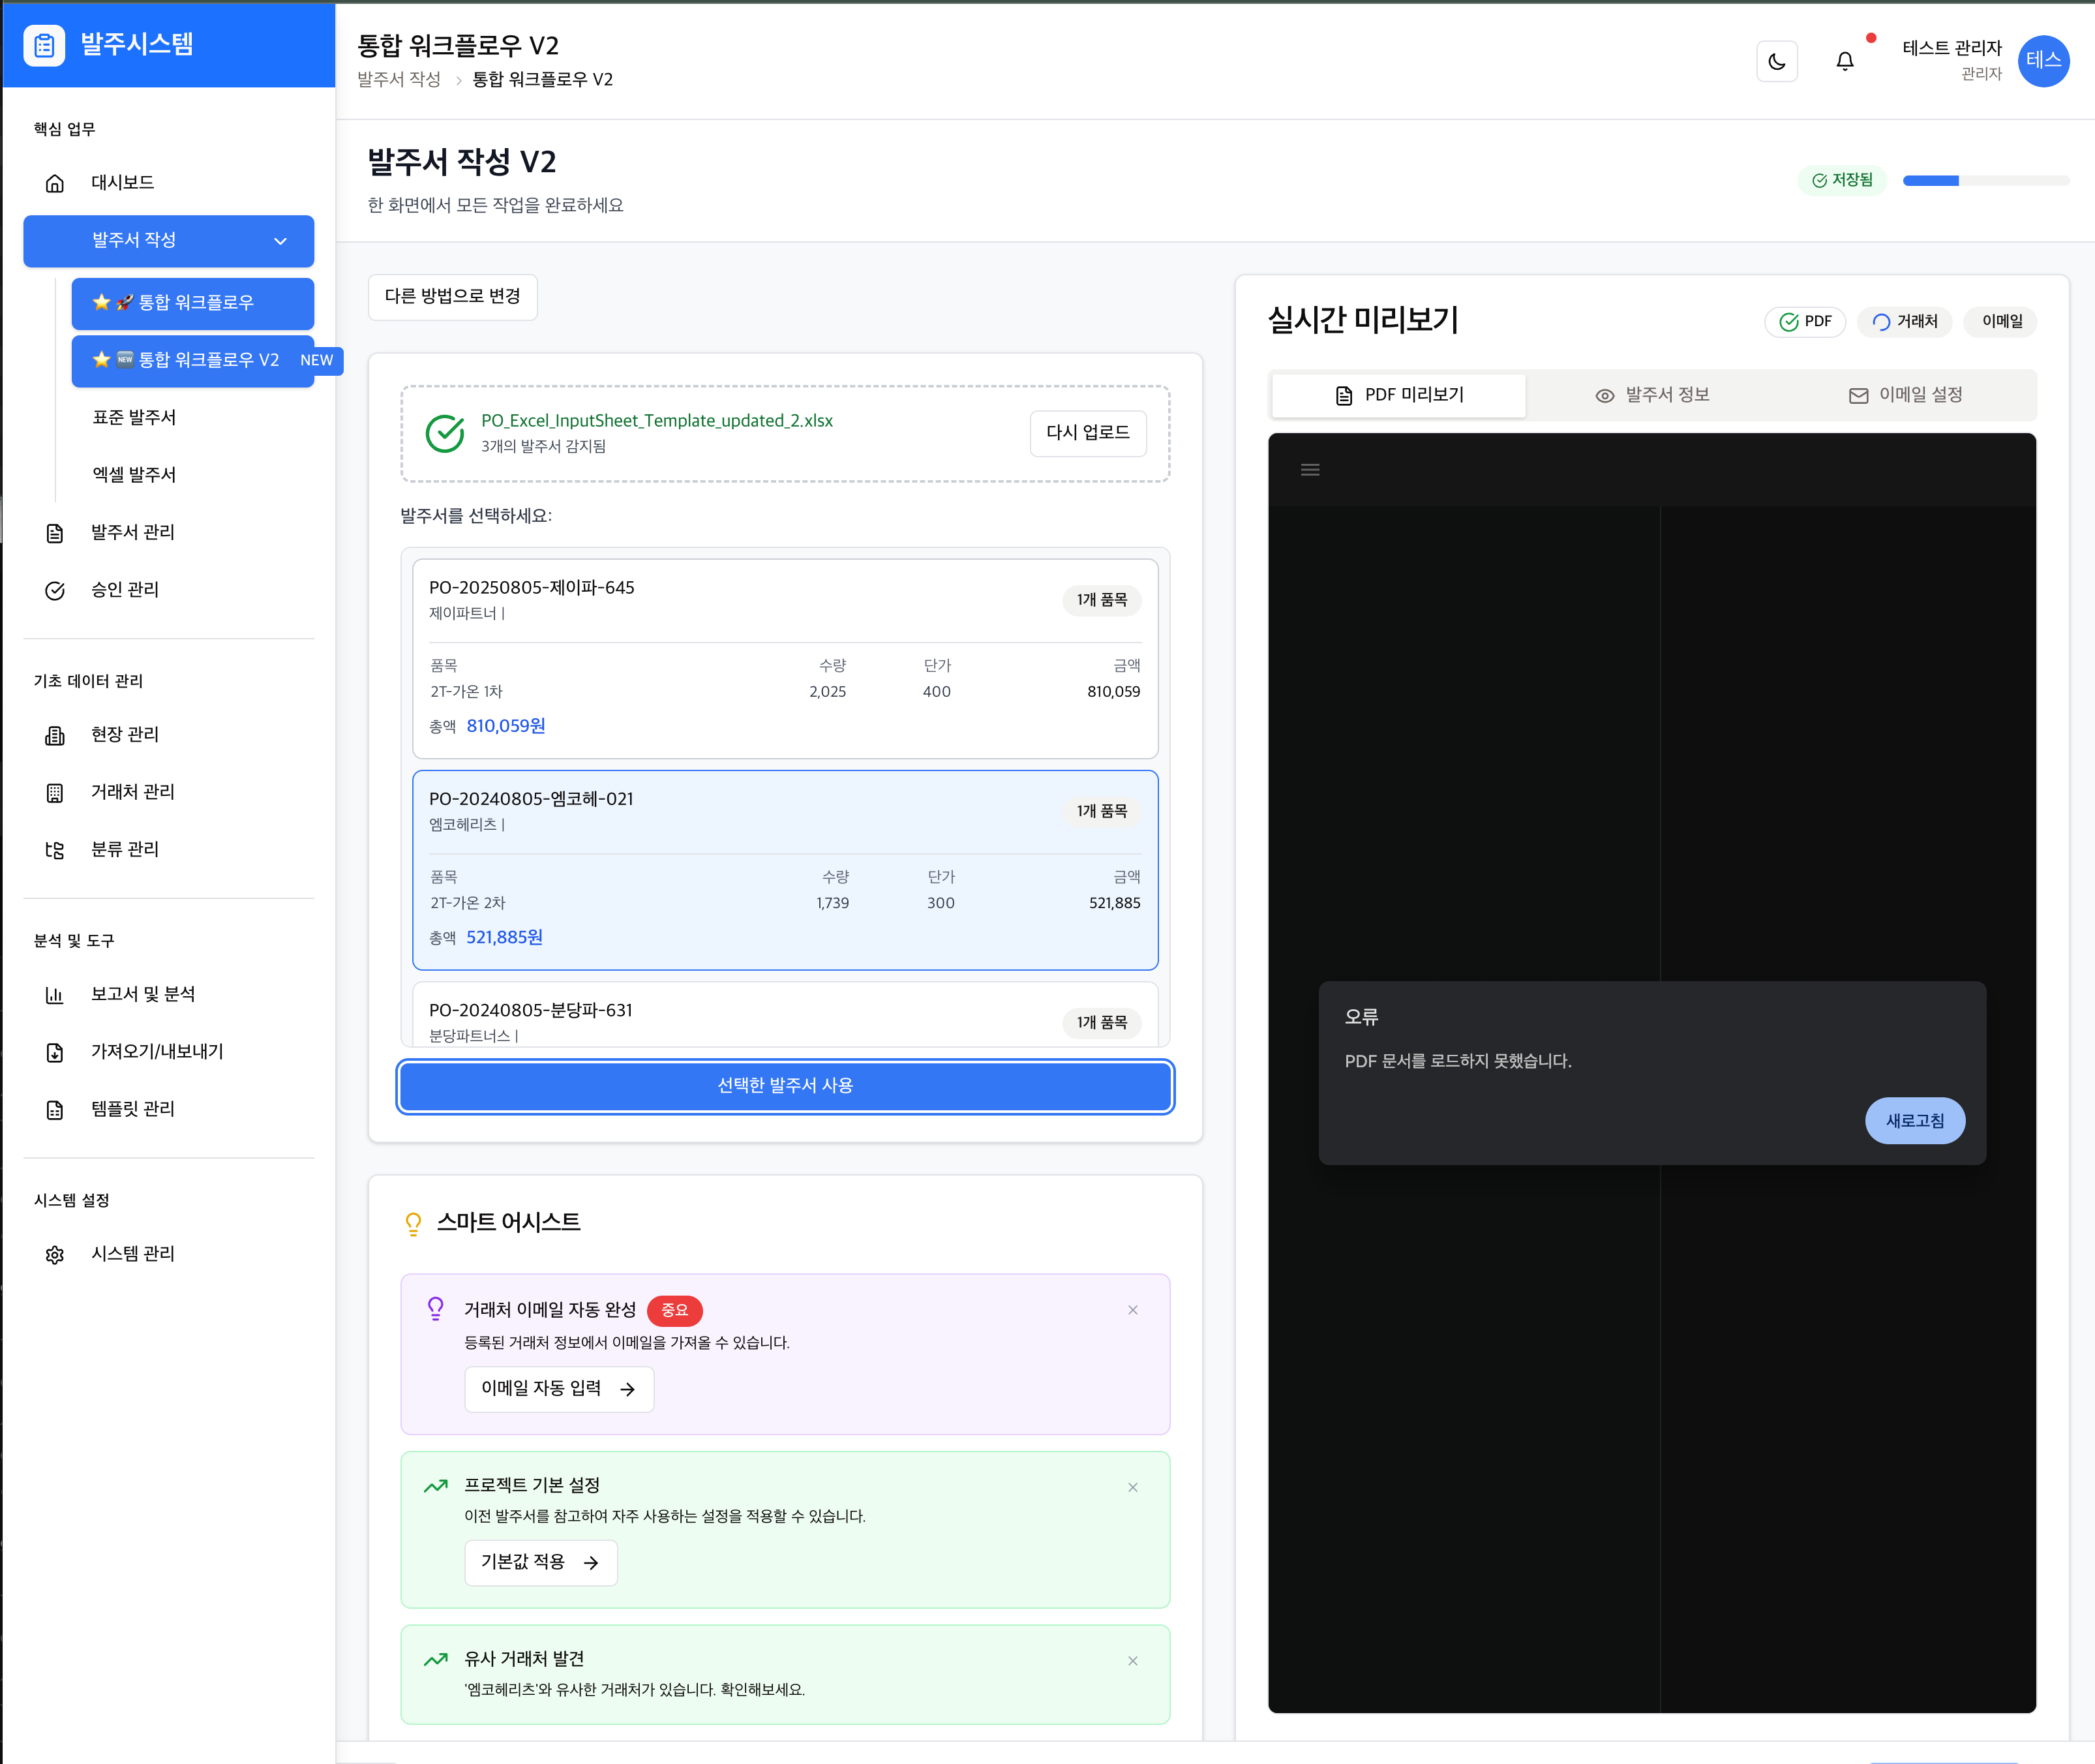 발주시스템
핵심 업무
대시보드
발주서 작성
⭐ 🚀 통합 워크플로우
⭐ 🆕 통합 워크플로우 V2 NEW
표준 발주서
엑셀 발주서
발주서 관리
승인 관리
기초 데이터 관리
현장 관리
거래처 관리
분류 관리
분석 및 도구
보고서 및 분석
가져오기/내보내기
템플릿 관리
시스템 설정
시스템 관리
통합 워크플로우 V2
발주서 작성 > 통합 워크플로우 V2
테스트 관리자
관리자
테스
발주서 작성 V2
한 화면에서 모든 작업을 완료하세요
저장됨
다른 방법으로 변경
PO_Excel_InputSheet_Template_updated_2.xlsx
3개의 발주서 감지됨
다시 업로드
발주서를 선택하세요:
PO-20250805-제이파-645
제이파트너 |
1개 품목
품목 수량 단가 금액
2T-가온 1차 2,025 400 810,059
총액 810,059원
PO-20240805-엠코헤-021
엠코헤리츠 |
1개 품목
품목 수량 단가 금액
2T-가온 2차 1,739 300 521,885
총액 521,885원
PO-20240805-분당파-631
분당파트너스 |
1개 품목
선택한 발주서 사용
스마트 어시스트
거래처 이메일 자동 완성 중요
등록된 거래처 정보에서 이메일을 가져올 수 있습니다.
이메일 자동 입력
프로젝트 기본 설정
이전 발주서를 참고하여 자주 사용하는 설정을 적용할 수 있습니다.
기본값 적용
유사 거래처 발견
'엠코헤리츠'와 유사한 거래처가 있습니다. 확인해보세요.
실시간 미리보기
PDF 거래처 이메일
PDF 미리보기 발주서 정보 이메일 설정
오류
PDF 문서를 로드하지 못했습니다.
새로고침